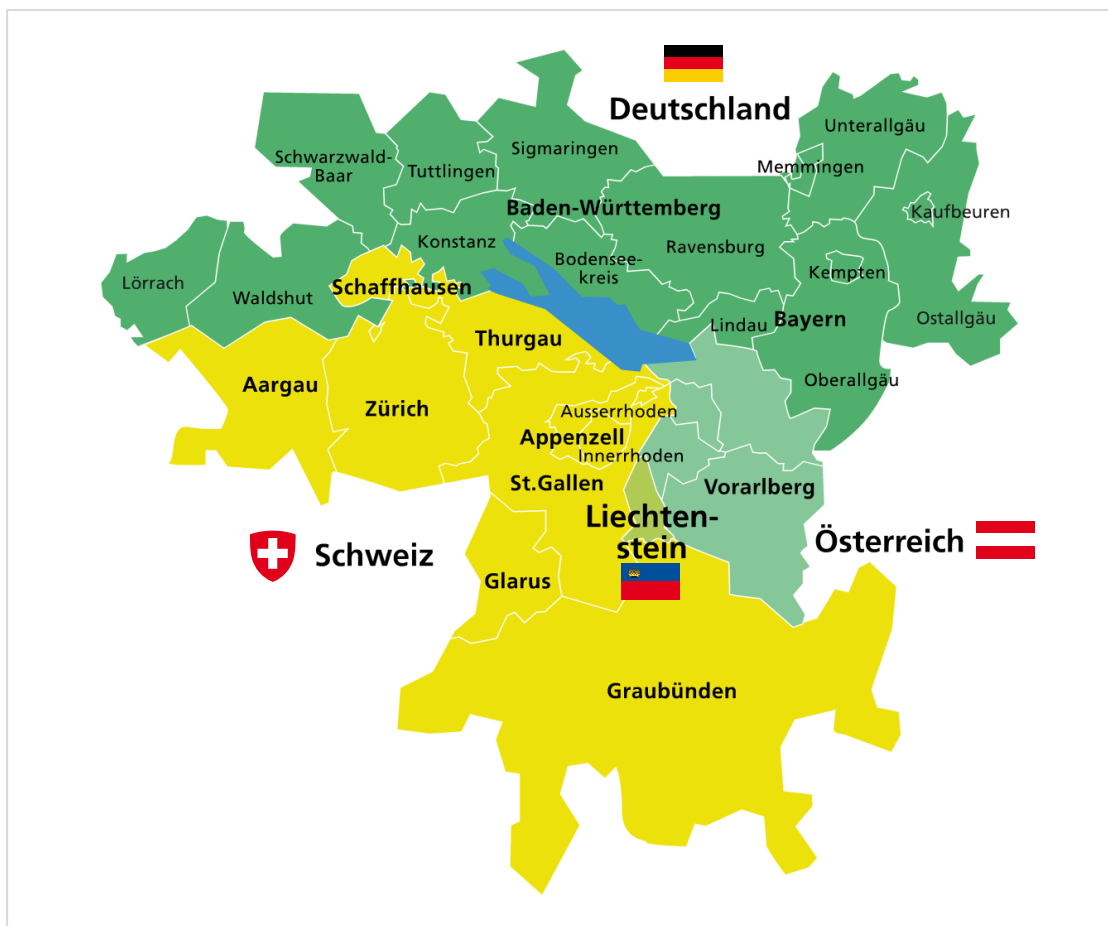 Deutschland
Unterallgäu
Schwarzwald-
Baar
Tuttlingen
Sigmaringen
Memmingen
Baden-Württemberg
Kaufbeuren
Konstanz
Ravensburg
Bodensee-
kreis
Kempten
Lörrach
Waldshut
Schaffhausen
Lindau
Bayern
Ostallgäu
Thurgau
Aargau
Zürich
Oberallgäu
Ausserrhoden
Appenzell
Innerrhoden
St.Gallen
Vorarlberg
Liechten-
stein
Schweiz
Österreich
Glarus
Graubünden